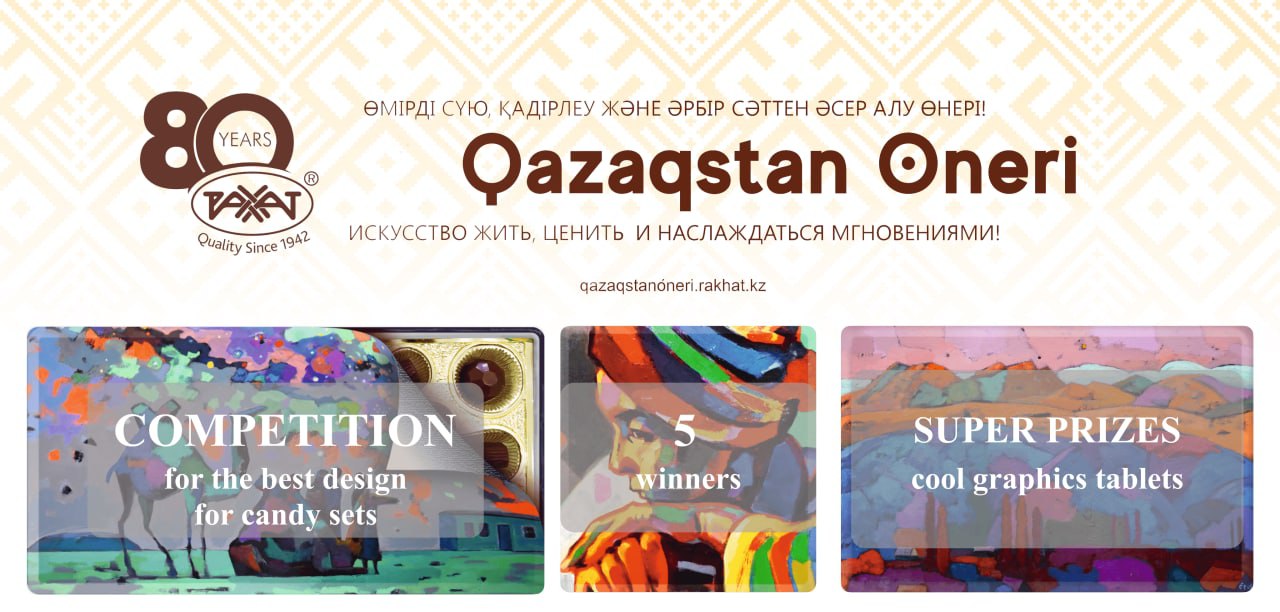 80
YEARS
РАХАТ®
Quality Since 1942
ӨМІРДІ СҮЮ, ҚАДІРЛЕУ ЖӘНЕ ӘРБІР СӘТТЕН ӘСЕР АЛУ ӨНЕРІ!
Qazaqstan Oneri
ИСКУССТВО ЖИТЬ, ЦЕНИТЬ И НАСЛАЖДАТЬСЯ МГНОВЕНИЯМИ!
qazaqstanóneri.rakhat.kz
COMPETITION
for the best design
for candy sets
5
winners
SUPER PRIZES
cool graphics tablets